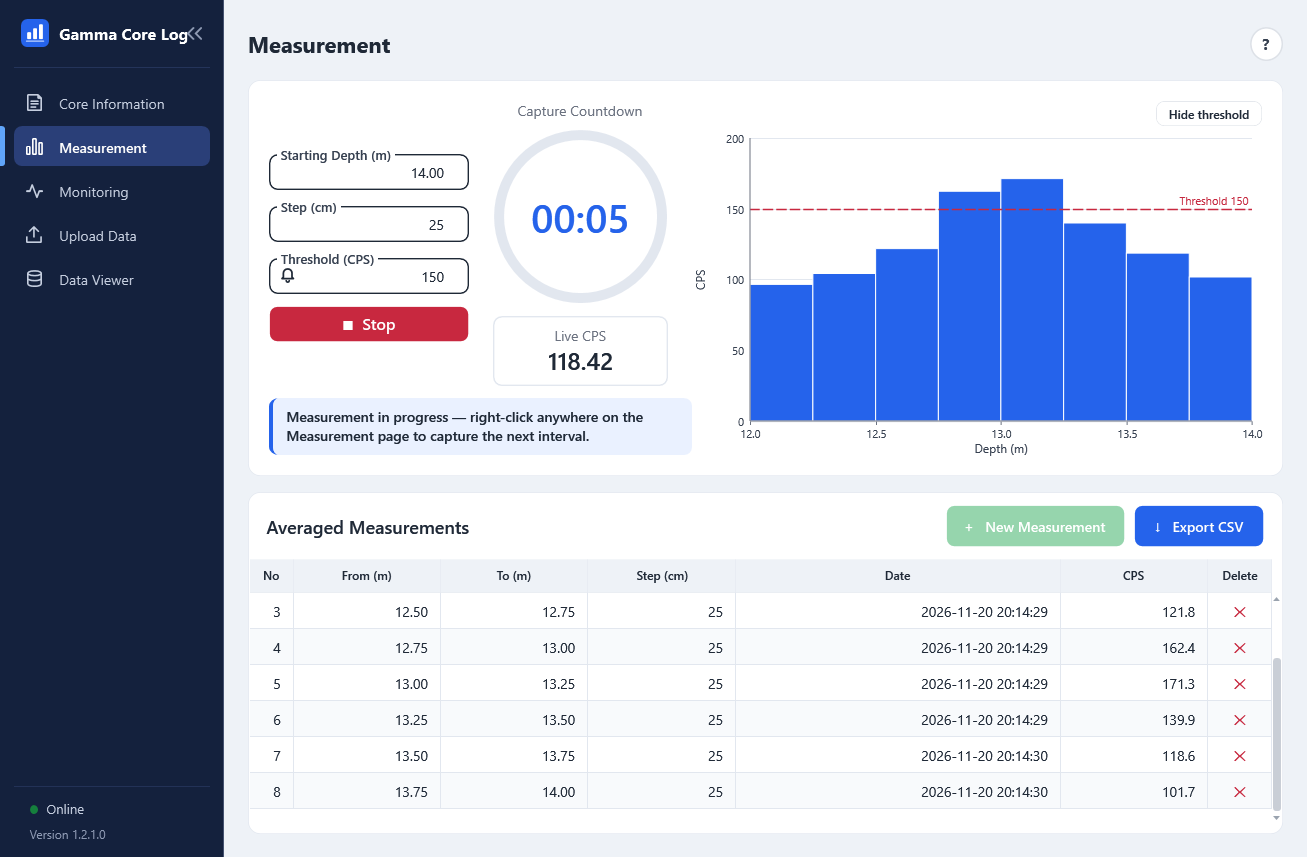 Gamma Core Log
Core Information
Measurement
Monitoring
Upload Data
Data Viewer
Online
Version 1.2.1.0
Measurement
?
Starting Depth (m)
14.00
Step (cm)
25
Threshold (CPS)
150
Stop
Capture Countdown
00:05
Live CPS
118.42
Measurement in progress — right-click anywhere on the
Measurement page to capture the next interval.
Hide threshold
200
150
100
50
0
CPS
Threshold 150
12.0 12.5 13.0 13.5 14.0
Depth (m)
Averaged Measurements
+ New Measurement
↓ Export CSV
No From (m) To (m) Step (cm) Date CPS Delete
3 12.50 12.75 25 2026-11-20 20:14:29 121.8
4 12.75 13.00 25 2026-11-20 20:14:29 162.4
5 13.00 13.25 25 2026-11-20 20:14:29 171.3
6 13.25 13.50 25 2026-11-20 20:14:29 139.9
7 13.50 13.75 25 2026-11-20 20:14:30 118.6
8 13.75 14.00 25 2026-11-20 20:14:30 101.7